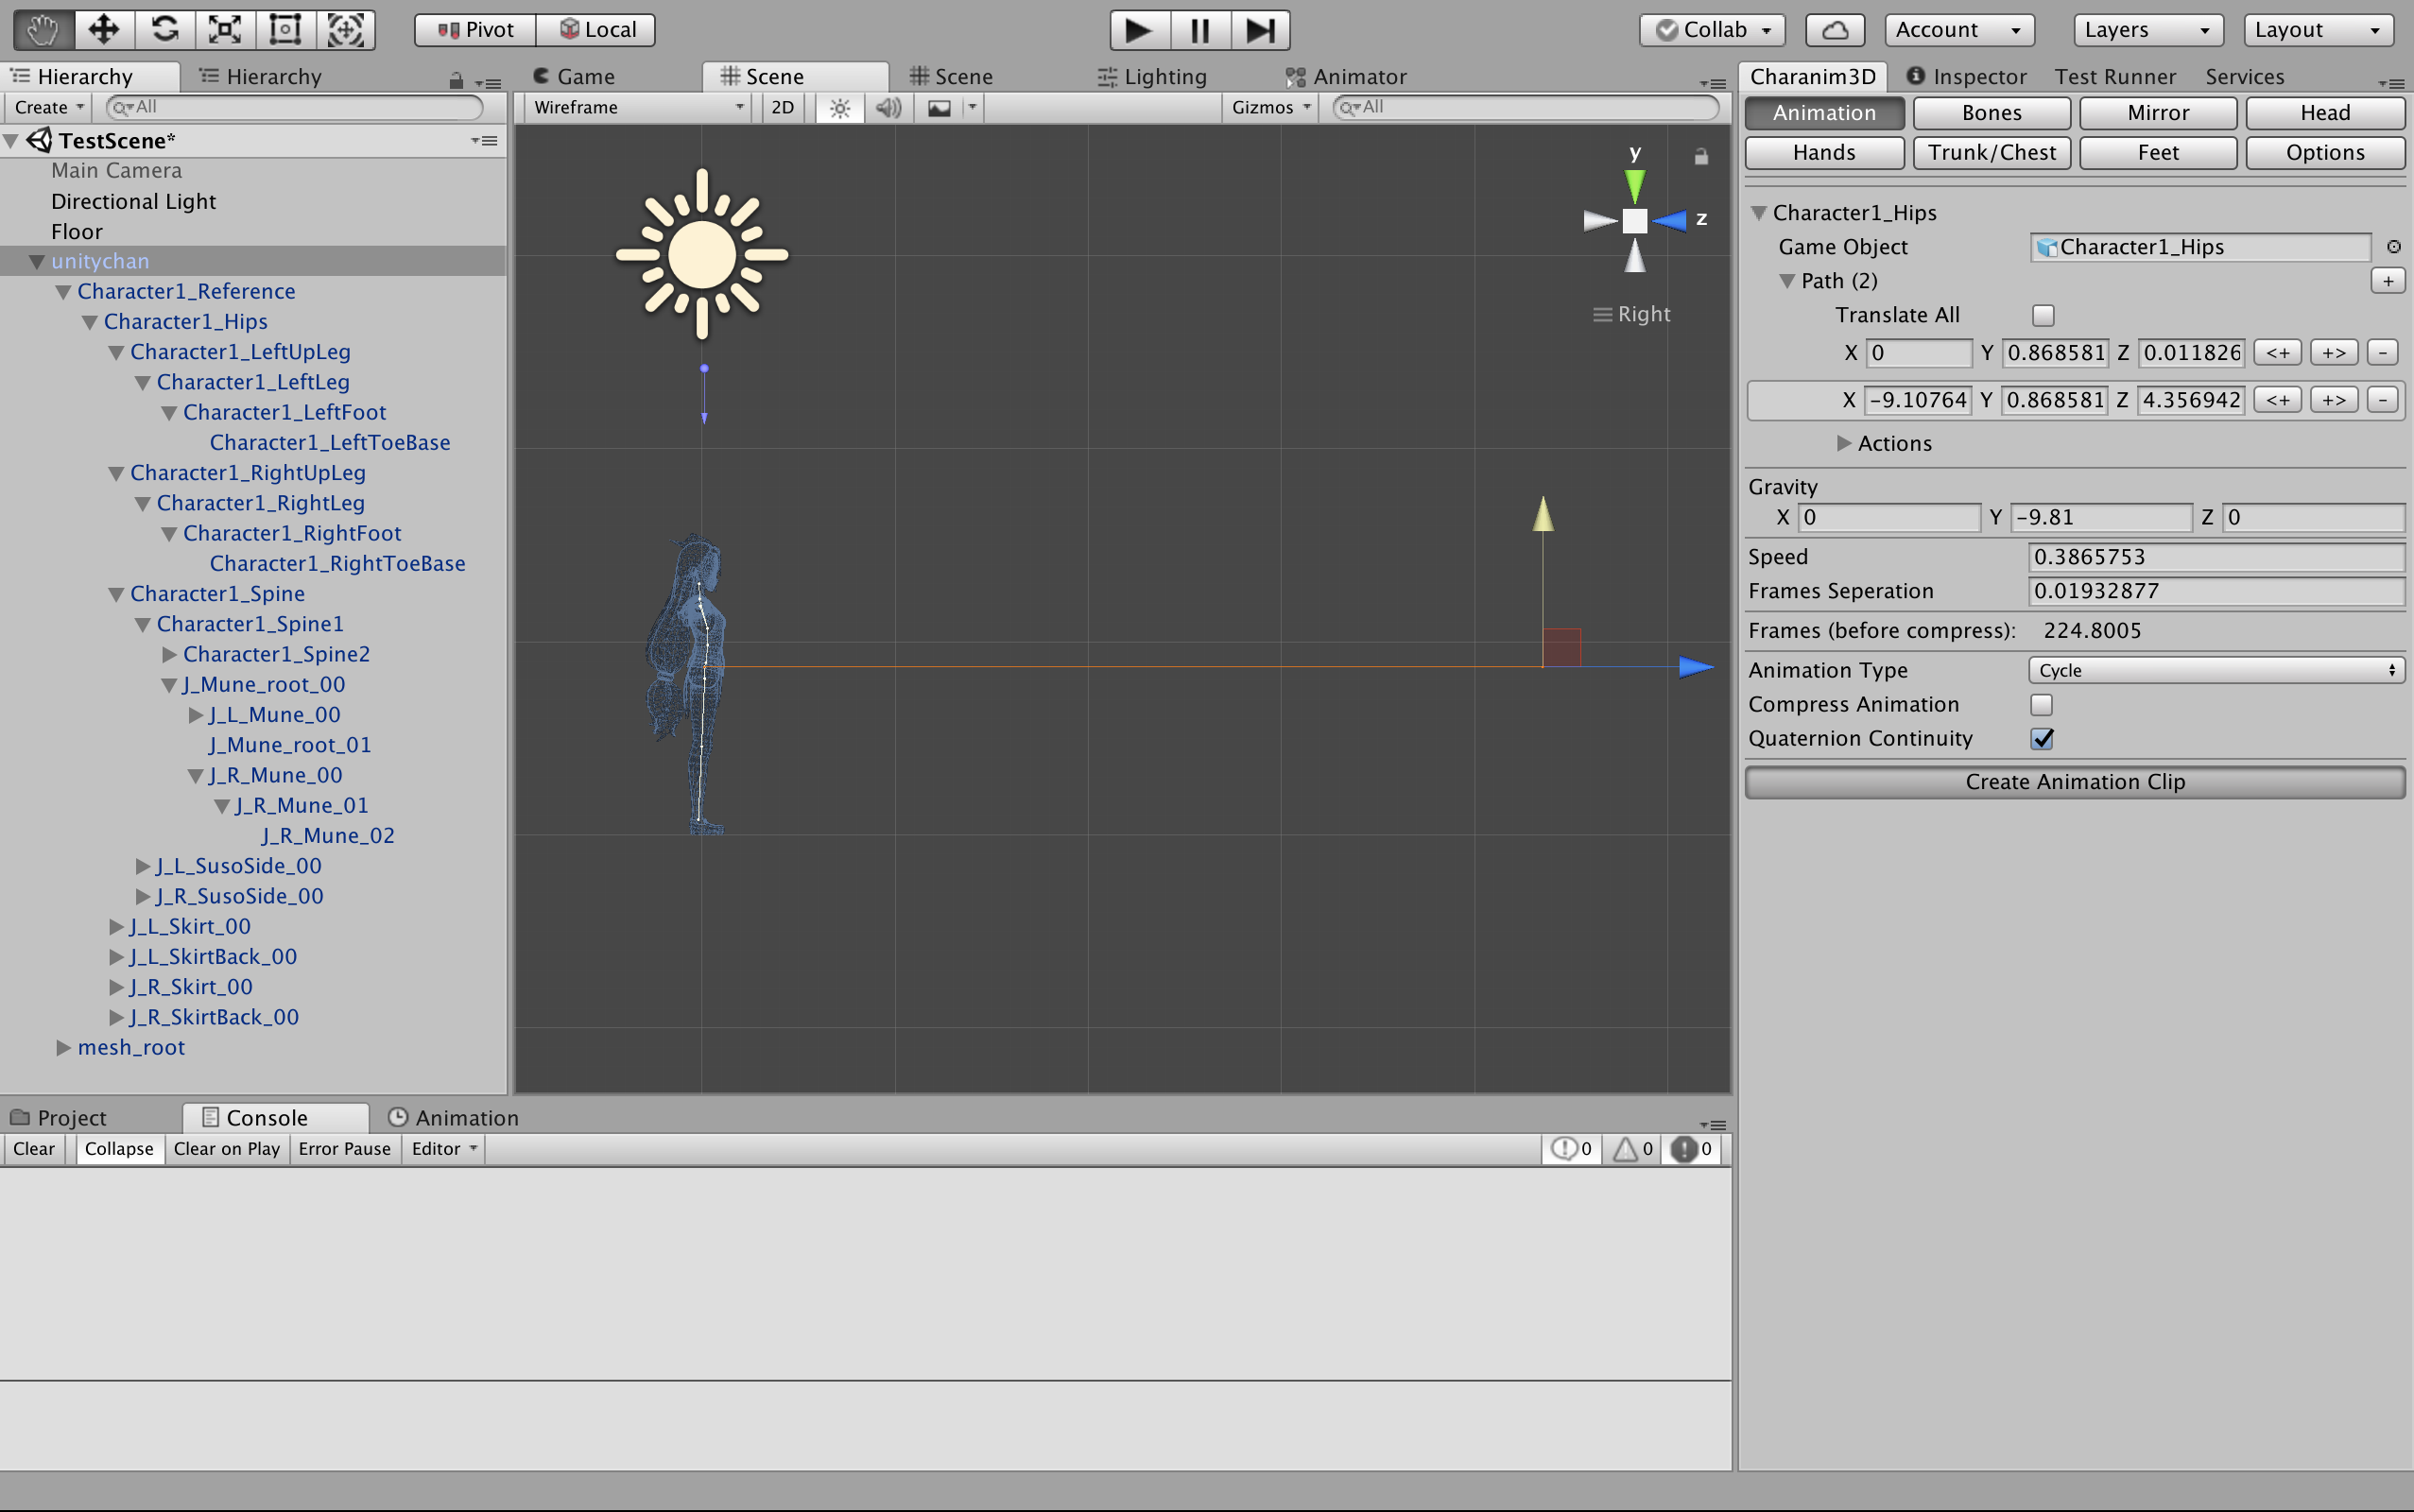 Pivot Local Collab Account Layers Layout
Hierarchy Hierarchy Game Scene Scene Lighting Animator Charanim3D Inspector Test Runner Services
Create All Wireframe 2D Gizmos All
TestScene*
Main Camera
Directional Light
Floor
unitychan
Character1_Reference
Character1_Hips
Character1_LeftUpLeg
Character1_LeftLeg
Character1_LeftFoot
Character1_LeftToeBase
Character1_RightUpLeg
Character1_RightLeg
Character1_RightFoot
Character1_RightToeBase
Character1_Spine
Character1_Spine1
Character1_Spine2
J_Mune_root_00
J_L_Mune_00
J_Mune_root_01
J_R_Mune_00
J_R_Mune_01
J_R_Mune_02
J_L_SusoSide_00
J_R_SusoSide_00
J_L_Skirt_00
J_L_SkirtBack_00
J_R_Skirt_00
J_R_SkirtBack_00
mesh_root
y
z
Right
Animation Bones Mirror Head
Hands Trunk/Chest Feet Options
Character1_Hips
Game Object Character1_Hips
Path (2) +
Translate All
X 0 Y 0.868581 Z 0.011826 <+ +> -
X -9.10764 Y 0.868581 Z 4.356942 <+ +> -
Actions
Gravity
X 0 Y -9.81 Z 0
Speed 0.3865753
Frames Seperation 0.01932877
Frames (before compress): 224.8005
Animation Type Cycle
Compress Animation
Quaternion Continuity
Create Animation Clip
Project Console Animation
Clear Collapse Clear on Play Error Pause Editor 0 0 0